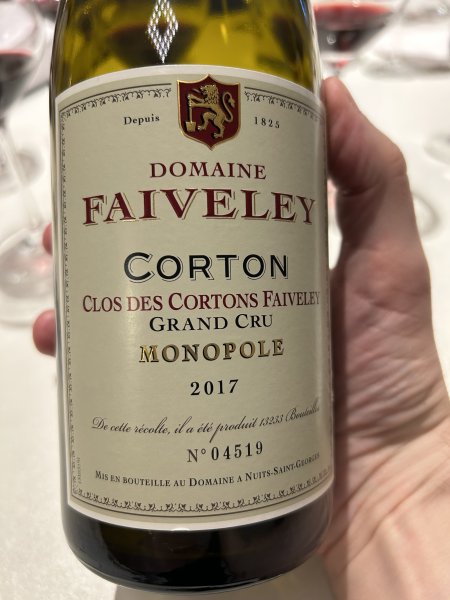 Depuis 1825
DOMAINE
FAIVELEY
CORTON
CLOS DES CORTONS FAIVELEY
GRAND CRU
MONOPOLE
2017
De cette récolte, il a été produit 13233 Bouteilles
N° 04519
MIS EN BOUTEILLE AU DOMAINE A NUITS-SAINT-GEORGES